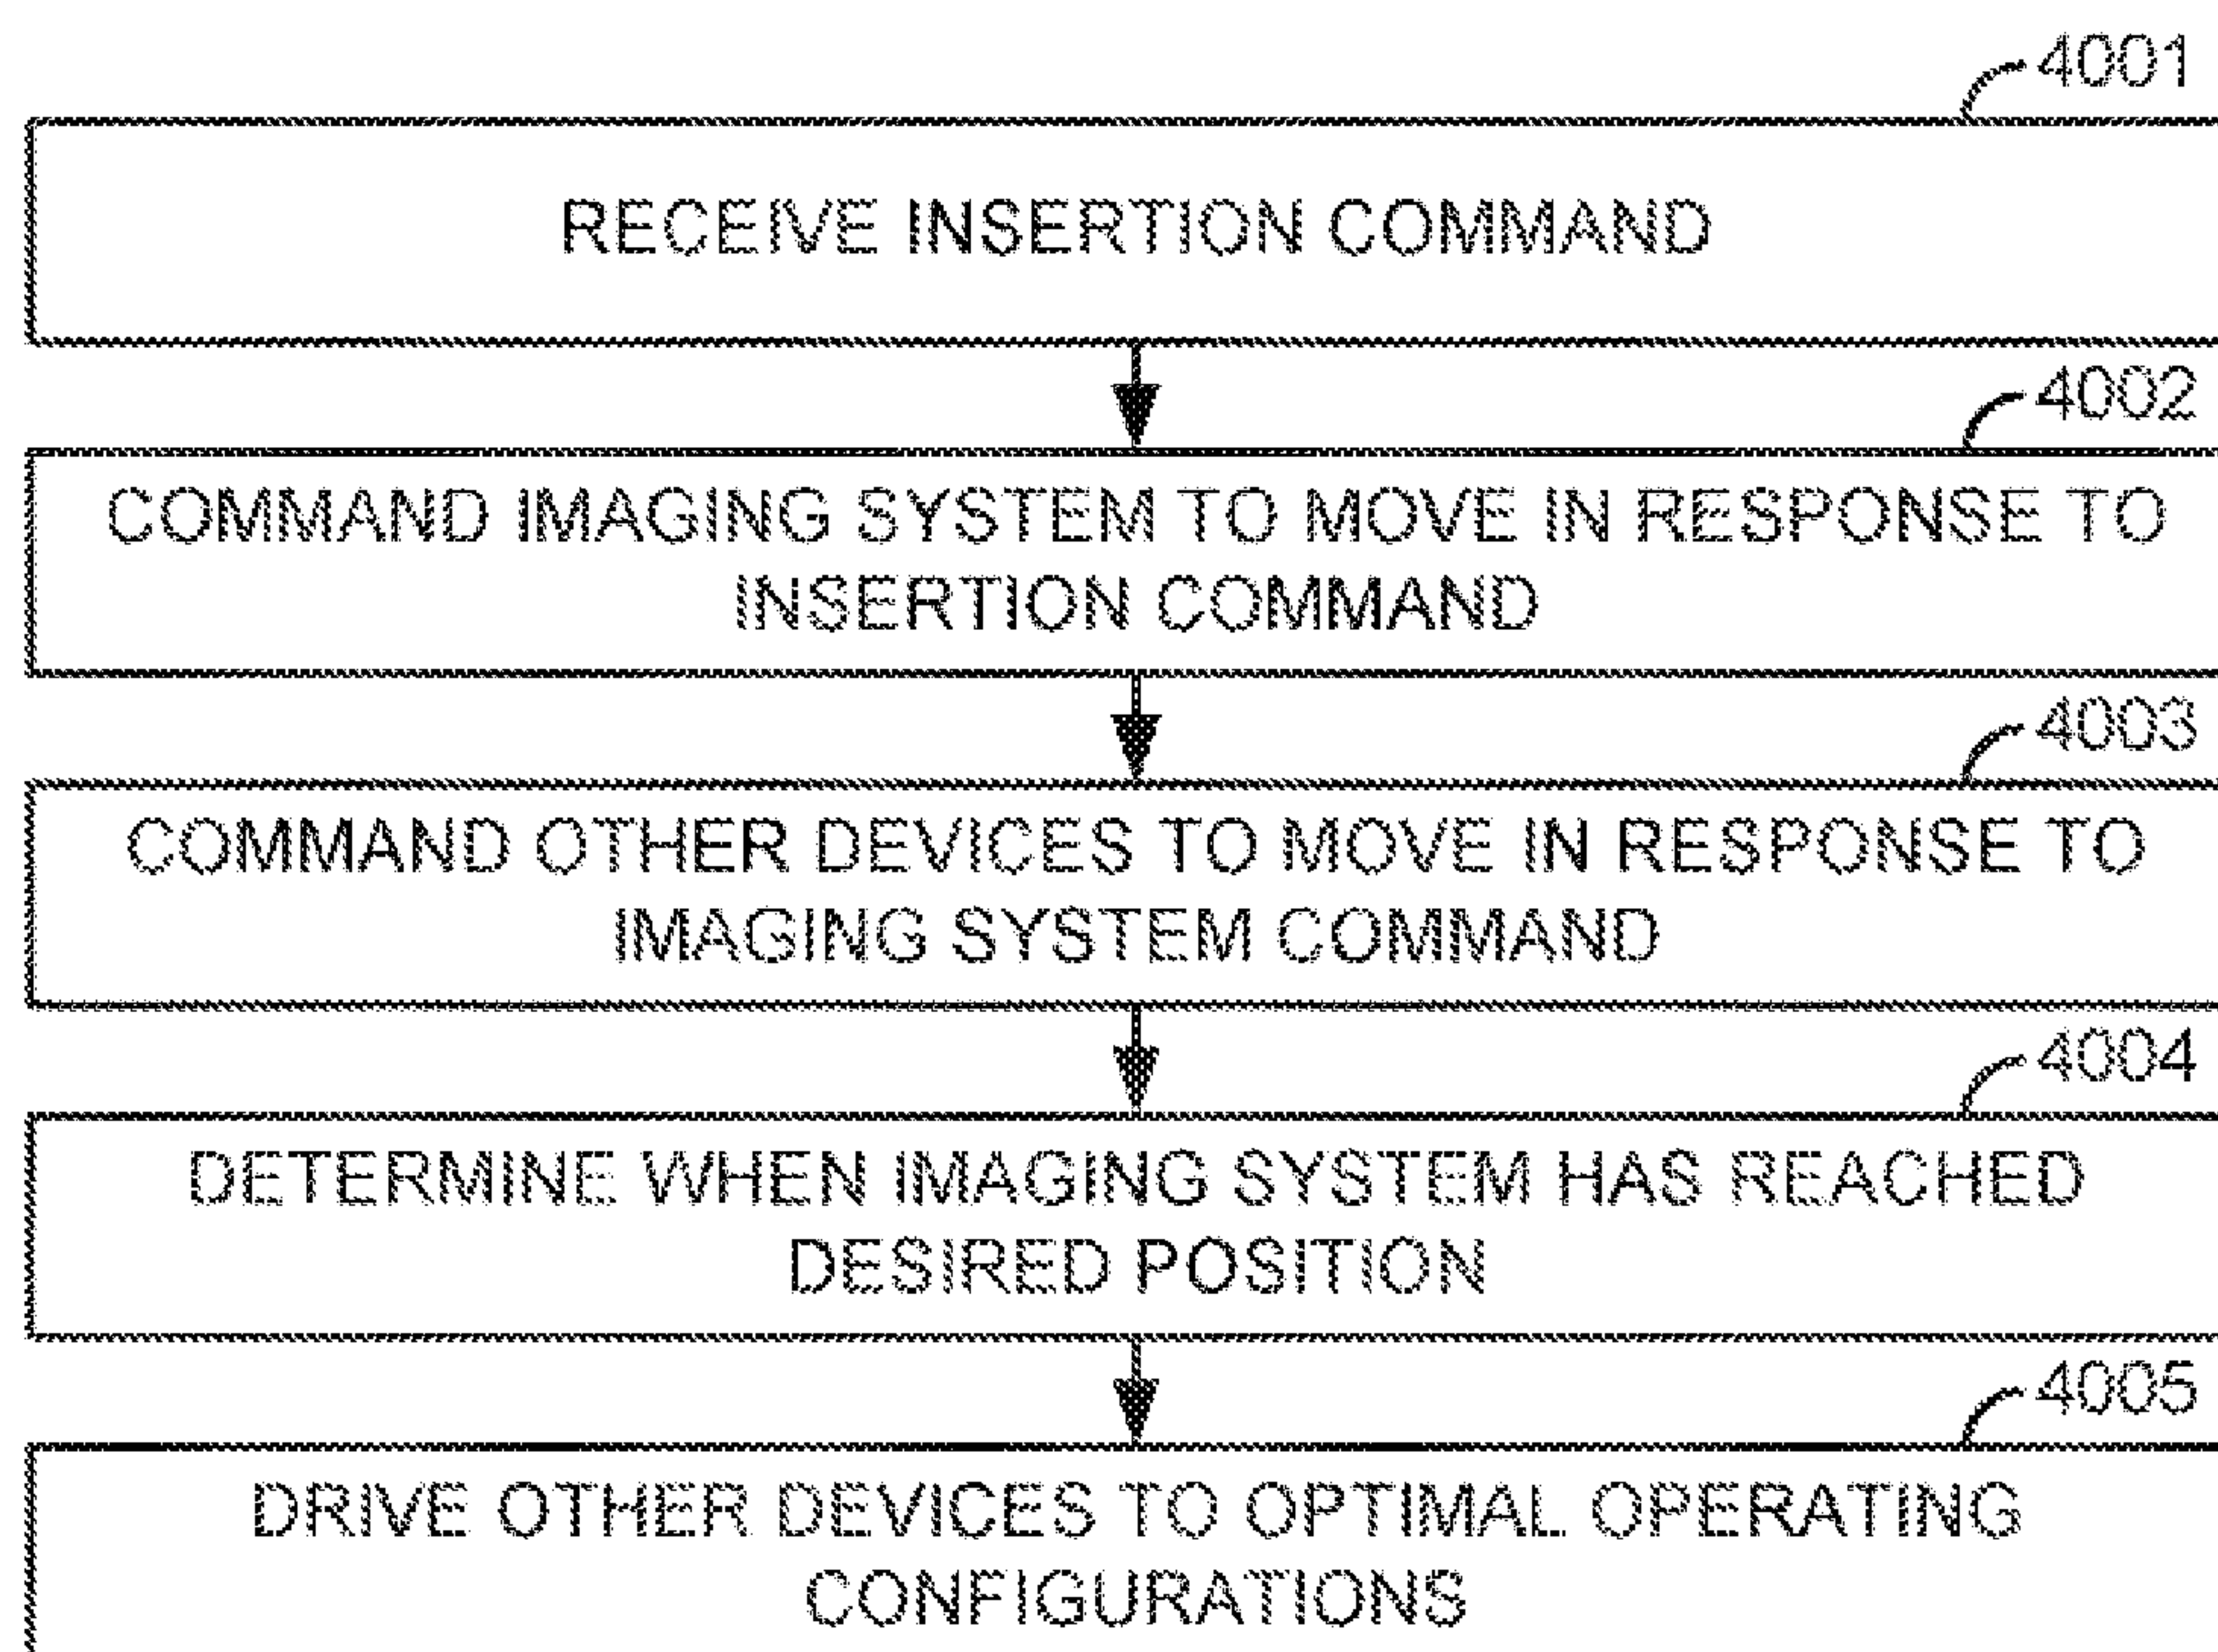 4001
RECEIVE INSERTION COMMAND
4002
COMMAND IMAGING SYSTEM TO MOVE IN RESPONSE TO
INSERTION COMMAND
4003
COMMAND OTHER DEVICES TO MOVE IN RESPONSE TO
IMAGING SYSTEM COMMAND
4004
DETERMINE WHEN IMAGING SYSTEM HAS REACHED
DESIRED POSITION
4005
DRIVE OTHER DEVICES TO OPTIMAL OPERATING
CONFIGURATIONS